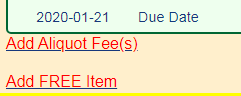 2020-01-21 Due Date
Add Aliquot Fee(s)
Add FREE Item